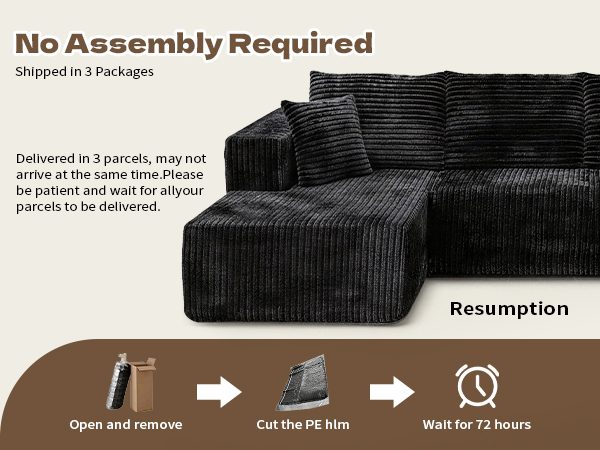 No Assembly Required
Shipped in 3 Packages
Delivered in 3 parcels, may not
arrive at the same time.Please
be patient and wait for allyour
parcels to be delivered.
Resumption
Open and remove
Cut the PE hlm
Wait for 72 hours